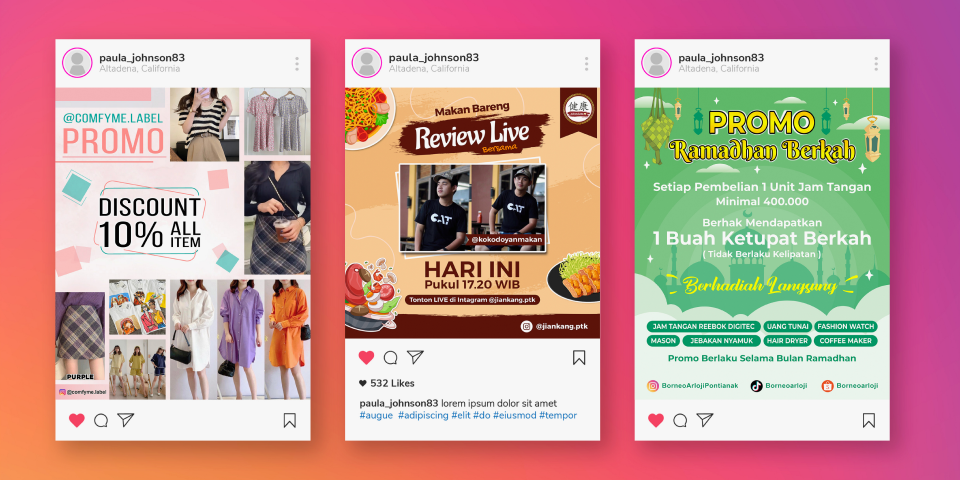 paula_johnson83
Altadena, California
@COMFYME.LABEL
PROMO
DISCOUNT
10% ALL ITEM
PURPLE
@comfyme.label
paula_johnson83
Altadena, California
Makan Bareng
Review Live
Bersama
健康
@kokodoyanmakan
HARI INI
Pukul 17.20 WIB
Tonton LIVE di Intagram @jiankang.ptk
@jiankang.ptk
532 Likes
paula_johnson83 lorem ipsum dolor sit amet
#augue #adipiscing #elit #do #eiusmod #tempor
paula_johnson83
Altadena, California
PROMO
Ramadhan Berkah
Setiap Pembelian 1 Unit Jam Tangan
Minimal 400.000
Berhak Mendapatkan
1 Buah Ketupat Berkah
( Tidak Berlaku Kelipatan )
Berhadiah Langsung
JAM TANGAN REEBOK DIGITEC UANG TUNAI FASHION WATCH
MASON JEBAKAN NYAMUK HAIR DRYER COFFEE MAKER
Promo Berlaku Selama Bulan Ramadhan
BorneoArlojiPontianak Borneoarloji Borneoarloji